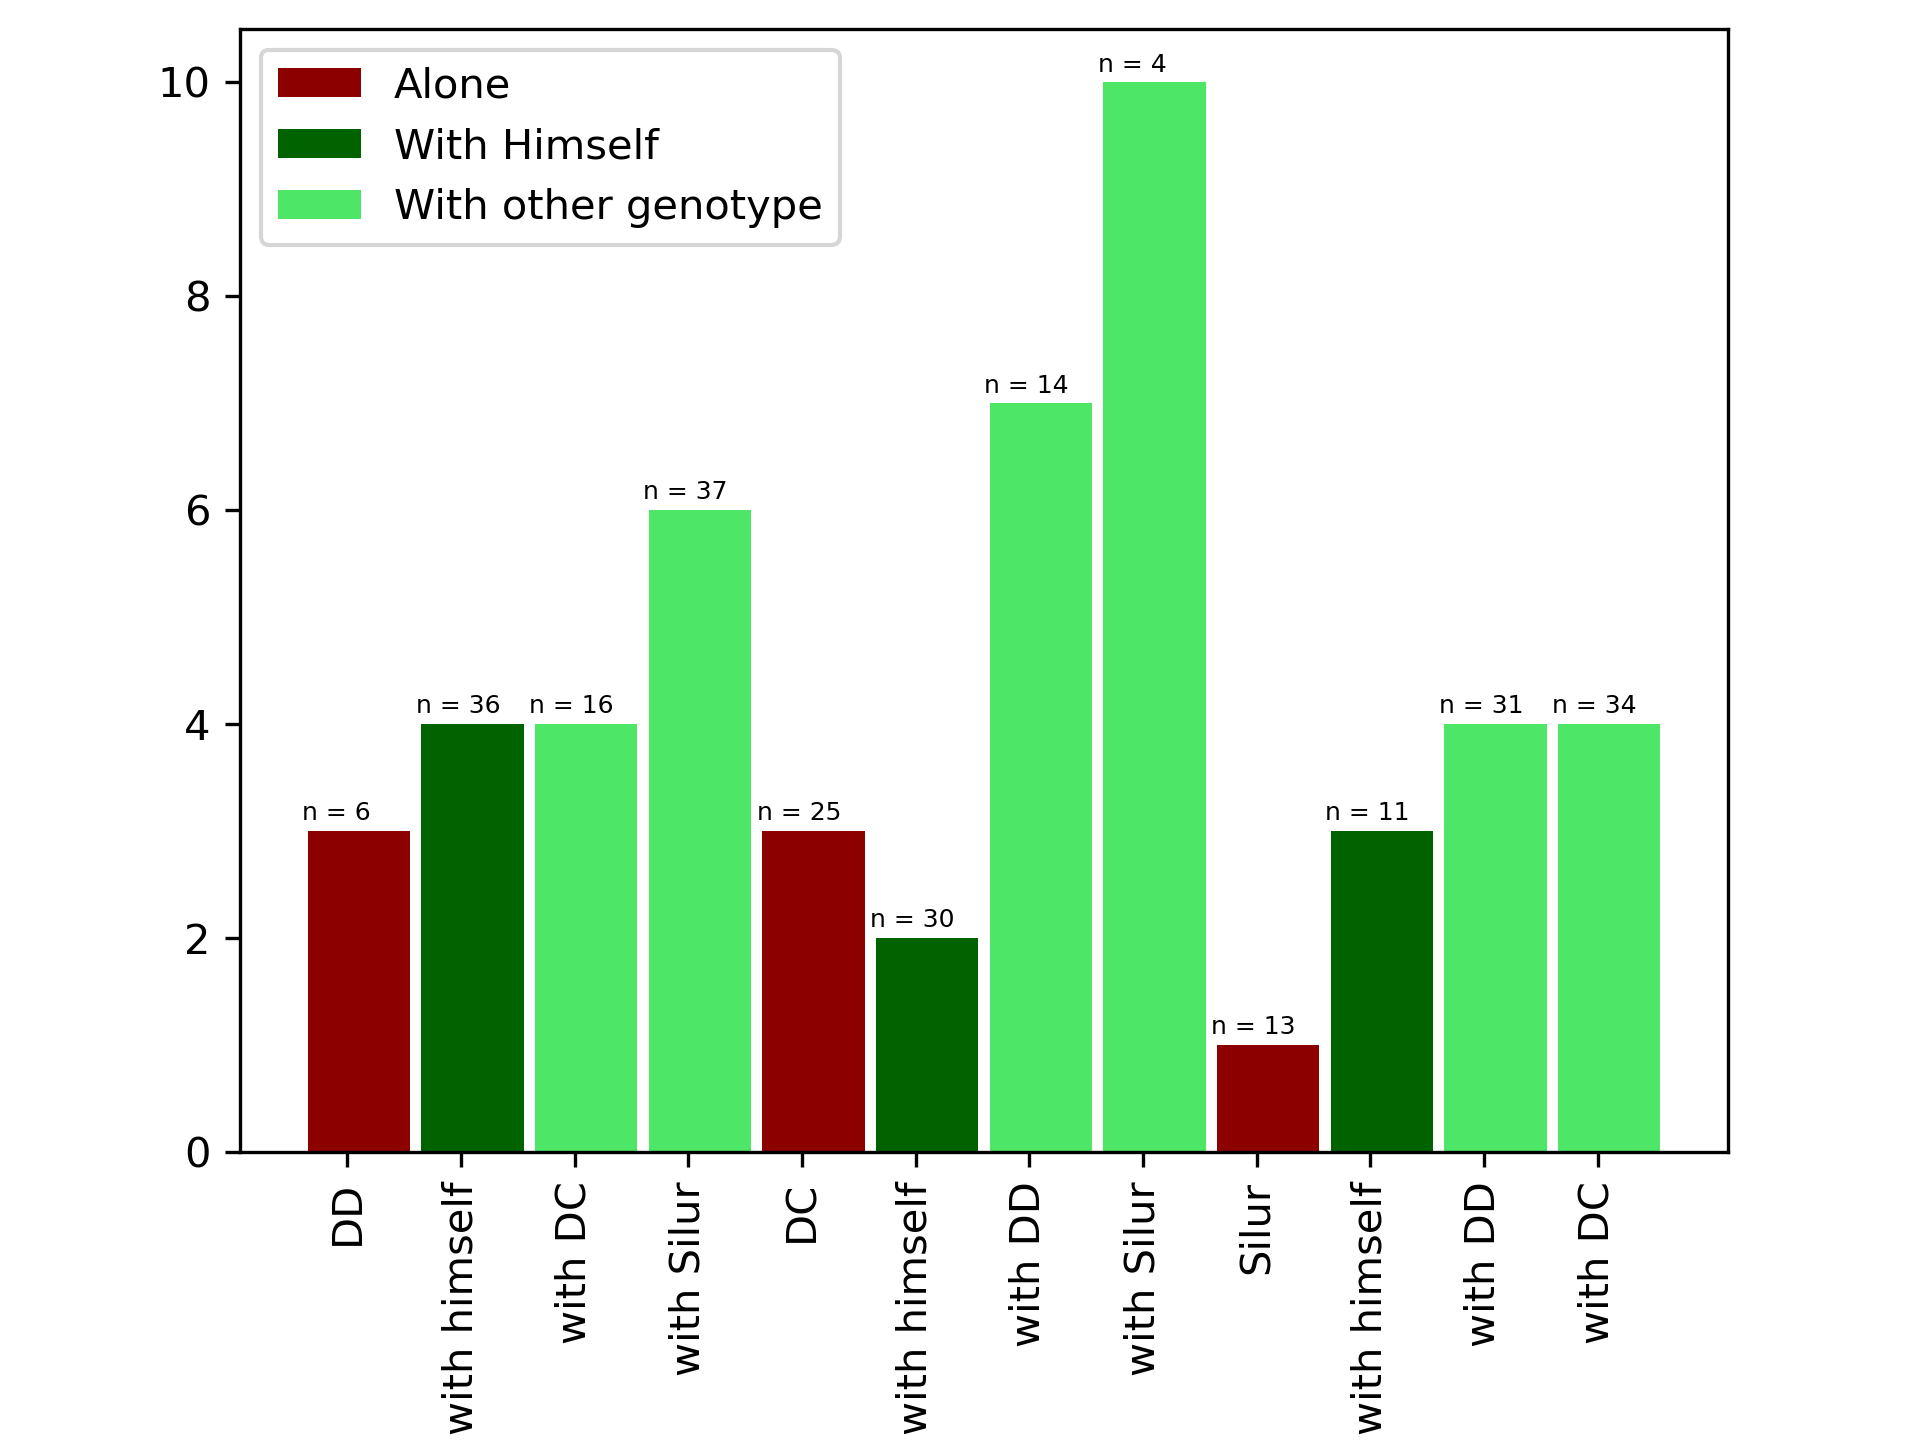 Alone
With Himself
With other genotype
10
8
6
4
2
0
n = 6
n = 36
n = 16
n = 37
n = 25
n = 30
n = 14
n = 4
n = 13
n = 11
n = 31
n = 34
DD
with himself
with DC
with Silur
DC
with himself
with DD
with Silur
Silur
with himself
with DD
with DC